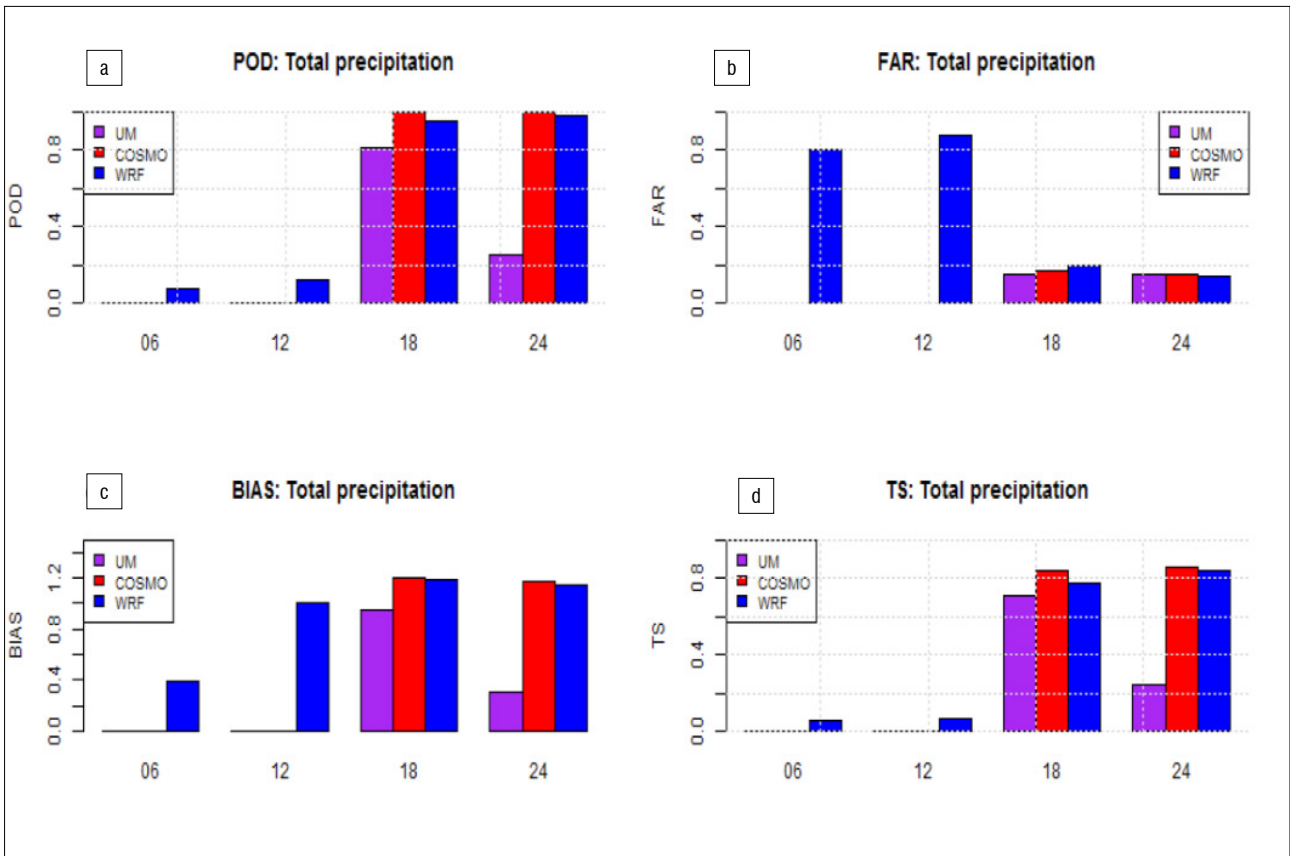 a
POD: Total precipitation
UM
COSMO
WRF
POD
0.0 0.4 0.8
06 12 18 24
b
FAR: Total precipitation
UM
COSMO
WRF
FAR
0.0 0.4 0.8
06 12 18 24
c
BIAS: Total precipitation
UM
COSMO
WRF
BIAS
0.0 0.4 0.8 1.2
06 12 18 24
d
TS: Total precipitation
UM
COSMO
WRF
TS
0.0 0.4 0.8
06 12 18 24